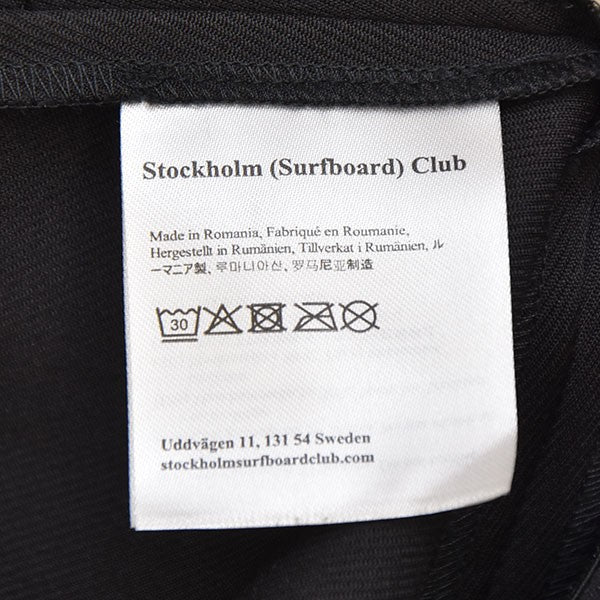 Stockholm (Surfboard) Club
Made in Romania, Fabriqué en Roumanie,
Hergestellt in Rumänien, Tillverkat i Rumänien, ル
ーマニア製, 루마니아산, 罗马尼亚制造
30
Uddvägen 11, 131 54 Sweden
stockholmsurfboardclub.com